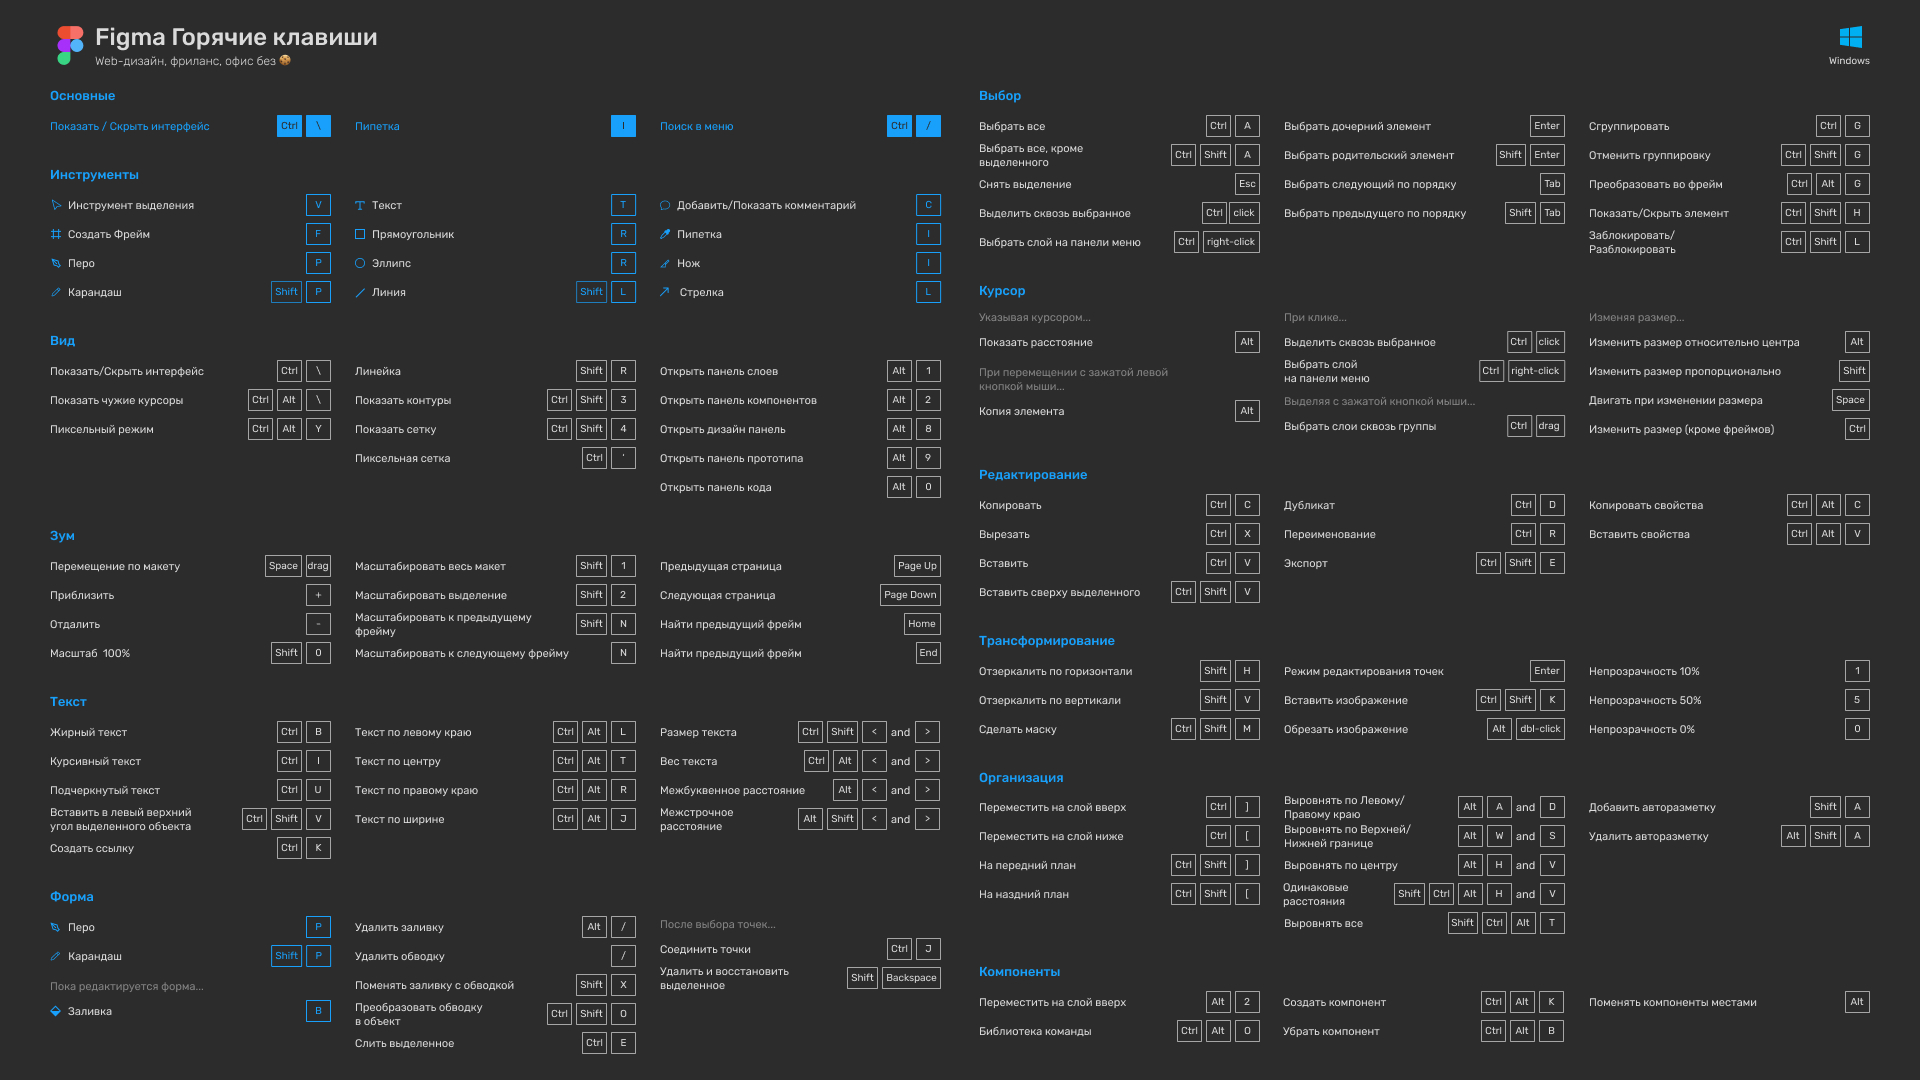 Figma Горячие клавиши
Web-дизайн, фриланс, офис без
Windows
Основные
Показать / Скрыть интерфейс Ctrl \
Пипетка I
Поиск в меню Ctrl /
Инструменты
Инструмент выделения V
Создать Фрейм F
Перо P
Карандаш Shift P
Текст T
Прямоугольник R
Эллипс R
Линия Shift L
Добавить/Показать комментарий C
Пипетка I
Нож I
Стрелка L
Вид
Показать/Скрыть интерфейс Ctrl \
Показать чужие курсоры Ctrl Alt \
Пиксельный режим Ctrl Alt Y
Линейка Shift R
Показать контуры Ctrl Shift 3
Показать сетку Ctrl Shift 4
Пиксельная сетка Ctrl '
Открыть панель слоев Alt 1
Открыть панель компонентов Alt 2
Открыть дизайн панель Alt 8
Открыть панель прототипа Alt 9
Открыть панель кода Alt 0
Зум
Перемещение по макету Space drag
Приблизить +
Отдалить -
Масштаб 100% Shift 0
Масштабировать весь макет Shift 1
Масштабировать выделение Shift 2
Масштабировать к предыдущему
фрейму Shift N
Масштабировать к следующему фрейму N
Предыдущая страница Page Up
Следующая страница Page Down
Найти предыдущий фрейм Home
Найти предыдущий фрейм End
Текст
Жирный текст Ctrl B
Курсивный текст Ctrl I
Подчеркнутый текст Ctrl U
Вставить в левый верхний
угол выделенного объекта Ctrl Shift V
Создать ссылку Ctrl K
Текст по левому краю Ctrl Alt L
Текст по центру Ctrl Alt T
Текст по правому краю Ctrl Alt R
Текст по ширине Ctrl Alt J
Размер текста Ctrl Shift < and >
Вес текста Ctrl Alt < and >
Межбуквенное расстояние Alt < and >
Межстрочное
расстояние Alt Shift < and >
Форма
Перо P
Карандаш Shift P
Пока редактируется форма...
Заливка B
Удалить заливку Alt /
Удалить обводку /
Поменять заливку с обводкой Shift X
Преобразовать обводку
в объект Ctrl Shift O
Слить выделенное Ctrl E
После выбора точек...
Соединить точки Ctrl J
Удалить и восстановить
выделенное Shift Backspace
Выбор
Выбрать все Ctrl A
Выбрать все, кроме
выделенного Ctrl Shift A
Снять выделение Esc
Выделить сквозь выбранное Ctrl click
Выбрать слой на панели меню Ctrl right-click
Выбрать дочерний элемент Enter
Выбрать родительский элемент Shift Enter
Выбрать следующий по порядку Tab
Выбрать предыдущего по порядку Shift Tab
Сгруппировать Ctrl G
Отменить группировку Ctrl Shift G
Преобразовать во фрейм Ctrl Alt G
Показать/Скрыть элемент Ctrl Shift H
Заблокировать/
Разблокировать Ctrl Shift L
Курсор
Указывая курсором...
Показать расстояние Alt
При перемещении с зажатой левой
кнопкой мыши...
Копия элемента Alt
При клике...
Выделить сквозь выбранное Ctrl click
Выбрать слой
на панели меню Ctrl right-click
Выделяя с зажатой кнопкой мыши...
Выбрать слои сквозь группы Ctrl drag
Изменяя размер...
Изменить размер относительно центра Alt
Изменить размер пропорционально Shift
Двигать при изменении размера Space
Изменить размер (кроме фреймов) Ctrl
Редактирование
Копировать Ctrl C
Вырезать Ctrl X
Вставить Ctrl V
Вставить сверху выделенного Ctrl Shift V
Дубликат Ctrl D
Переименование Ctrl R
Экспорт Ctrl Shift E
Копировать свойства Ctrl Alt C
Вставить свойства Ctrl Alt V
Трансформирование
Отзеркалить по горизонтали Shift H
Отзеркалить по вертикали Shift V
Сделать маску Ctrl Shift M
Режим редактирования точек Enter
Вставить изображение Ctrl Shift K
Обрезать изображение Alt dbl-click
Непрозрачность 10% 1
Непрозрачность 50% 5
Непрозрачность 0% 0
Организация
Переместить на слой вверх Ctrl ]
Переместить на слой ниже Ctrl [
На передний план Ctrl Shift ]
На наздний план Ctrl Shift [
Выровнять по Левому/
Правому краю Alt A and D
Выровнять по Верхней/
Нижней границе Alt W and S
Выровнять по центру Alt H and V
Одинаковые
расстояния Shift Ctrl Alt H and V
Выровнять все Shift Ctrl Alt T
Добавить авторазметку Shift A
Удалить авторазметку Alt Shift A
Компоненты
Переместить на слой вверх Alt 2
Библиотека команды Ctrl Alt O
Создать компонент Ctrl Alt K
Убрать компонент Ctrl Alt B
Поменять компоненты местами Alt